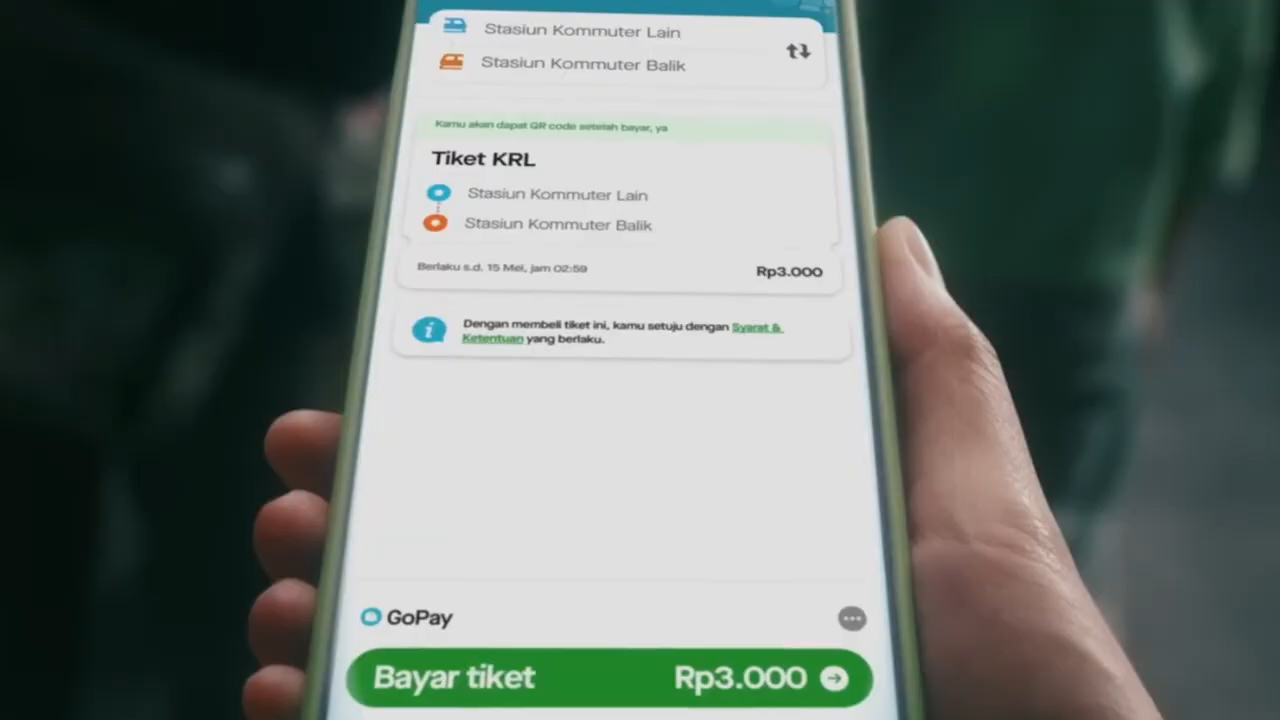 Stasiun Kommuter Lain
Stasiun Kommuter Balik
Kamu akan dapat QR code setelah bayar, ya
Tiket KRL
Stasiun Kommuter Lain
Stasiun Kommuter Balik
Berlaku s.d. 15 Mei, jam 02:59
Rp3.000
Dengan membeli tiket ini, kamu setuju dengan Syarat &
Ketentuan yang berlaku.
GoPay
Bayar tiket Rp3.000